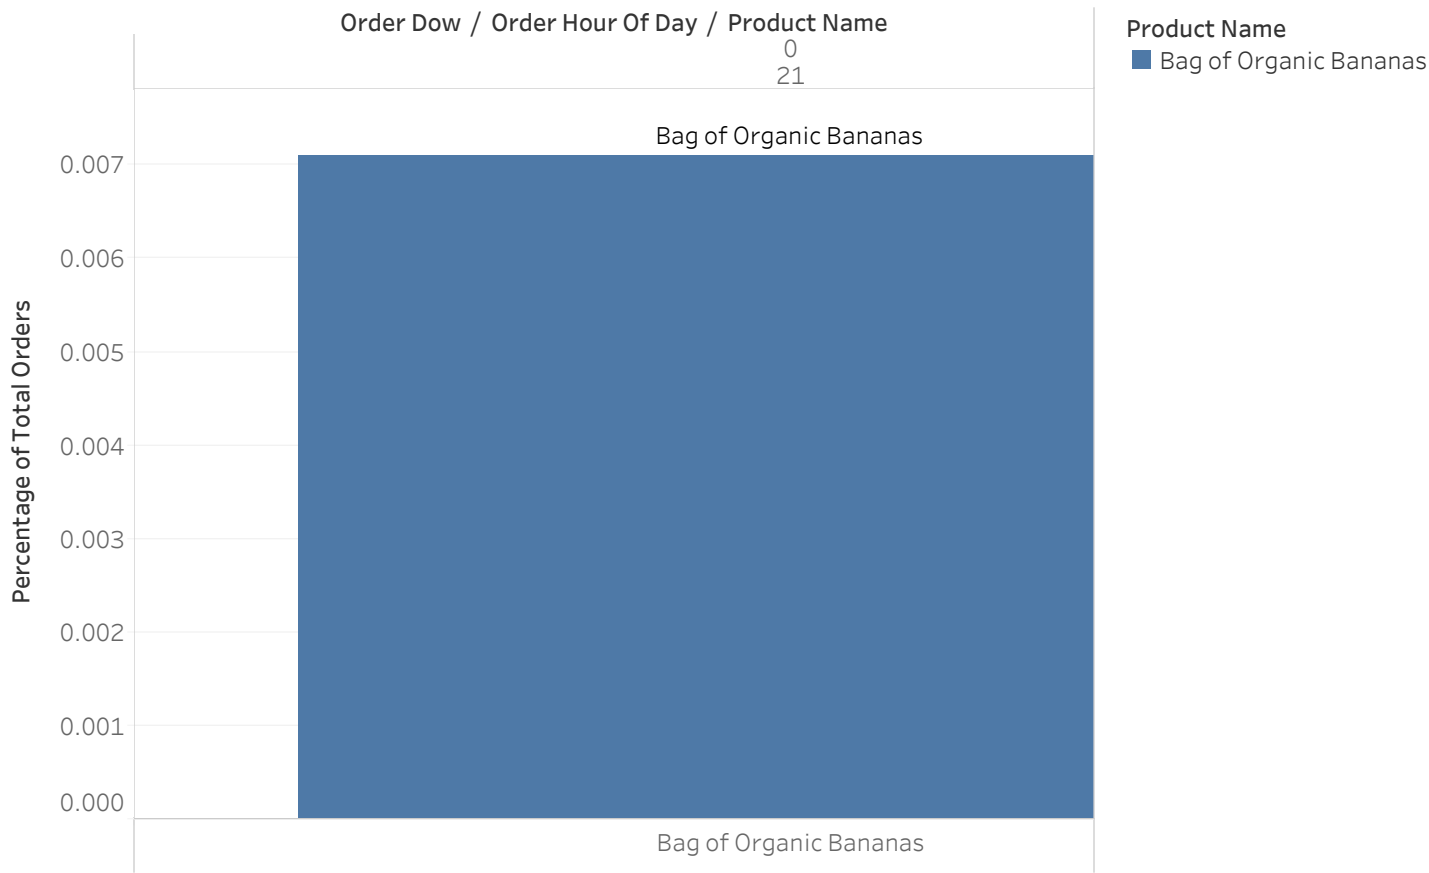 Order Dow / Order Hour Of Day / Product Name
0
21
Product Name
Bag of Organic Bananas
Bag of Organic Bananas
0.007
0.006
0.005
0.004
0.003
0.002
0.001
0.000
Percentage of Total Orders
Bag of Organic Bananas